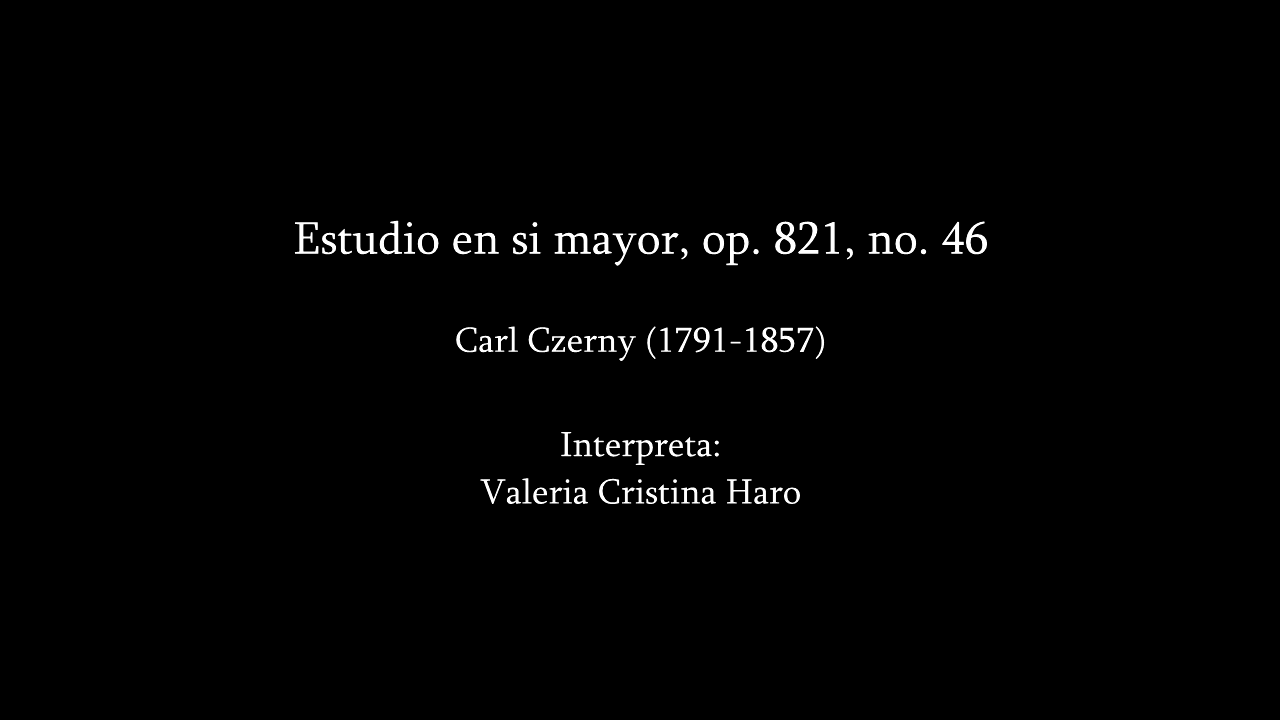 Estudio en si mayor, op. 821, no. 46
Carl Czerny (1791-1857)
Interpreta:
Valeria Cristina Haro